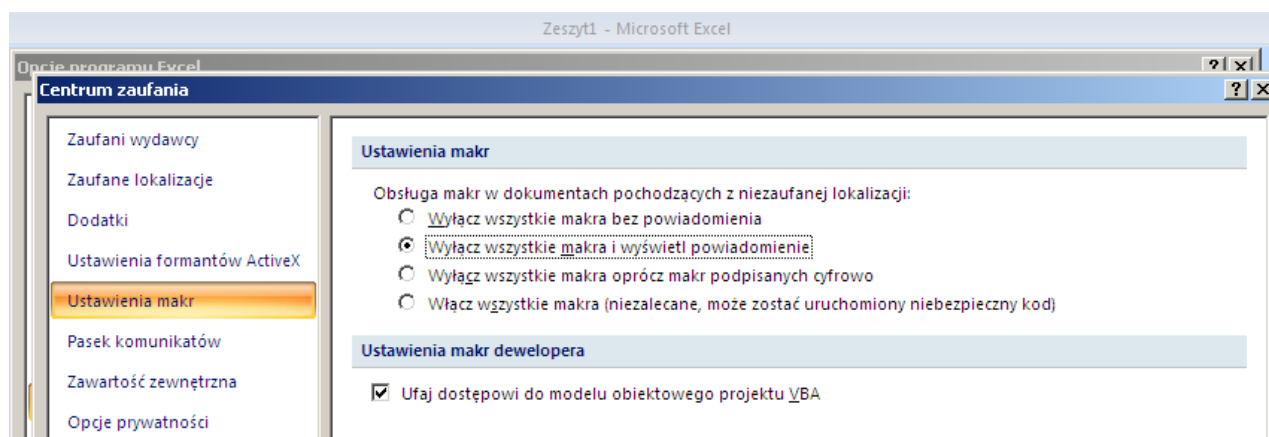 Zeszyt1 - Microsoft Excel
Opcje programu Excel
Centrum zaufania
Zaufani wydawcy
Zaufane lokalizacje
Dodatki
Ustawienia formantów ActiveX
Ustawienia makr
Pasek komunikatów
Zawartość zewnętrzna
Opcje prywatności
Ustawienia makr
Obsługa makr w dokumentach pochodzących z niezaufanej lokalizacji:
Wyłącz wszystkie makra bez powiadomienia
Wyłącz wszystkie makra i wyświetl powiadomienie
Wyłącz wszystkie makra oprócz makr podpisanych cyfrowo
Włącz wszystkie makra (niezalecane, może zostać uruchomiony niebezpieczny kod)
Ustawienia makr dewelopera
Ufaj dostępowi do modelu obiektowego projektu VBA